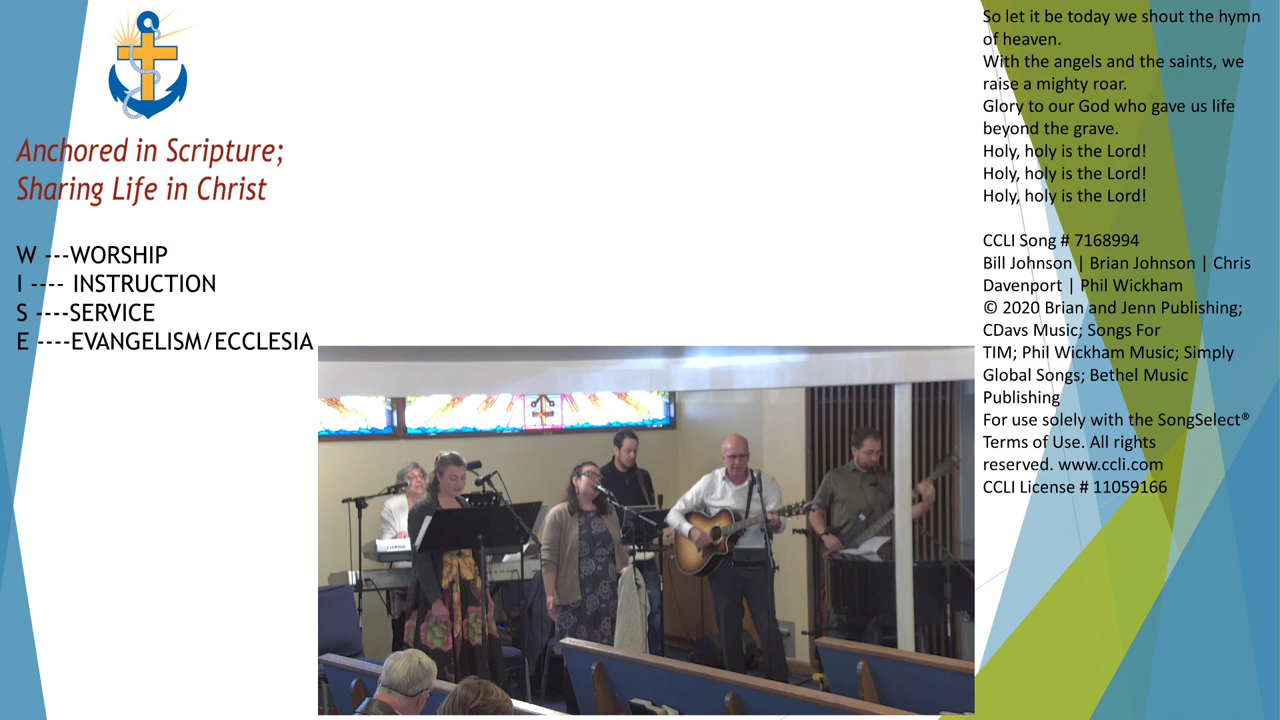 Anchored in Scripture;
Sharing Life in Christ
W ---WORSHIP
I ---- INSTRUCTION
S ----SERVICE
E ----EVANGELISM/ECCLESIA
So let it be today we shout the hymn
of heaven.
With the angels and the saints, we
raise a mighty roar.
Glory to our God who gave us life
beyond the grave.
Holy, holy is the Lord!
Holy, holy is the Lord!
Holy, holy is the Lord!
CCLI Song # 7168994
Bill Johnson | Brian Johnson | Chris
Davenport | Phil Wickham
© 2020 Brian and Jenn Publishing;
CDavs Music; Songs For
TIM; Phil Wickham Music; Simply
Global Songs; Bethel Music
Publishing
For use solely with the SongSelect®
Terms of Use. All rights
reserved. www.ccli.com
CCLI License # 11059166